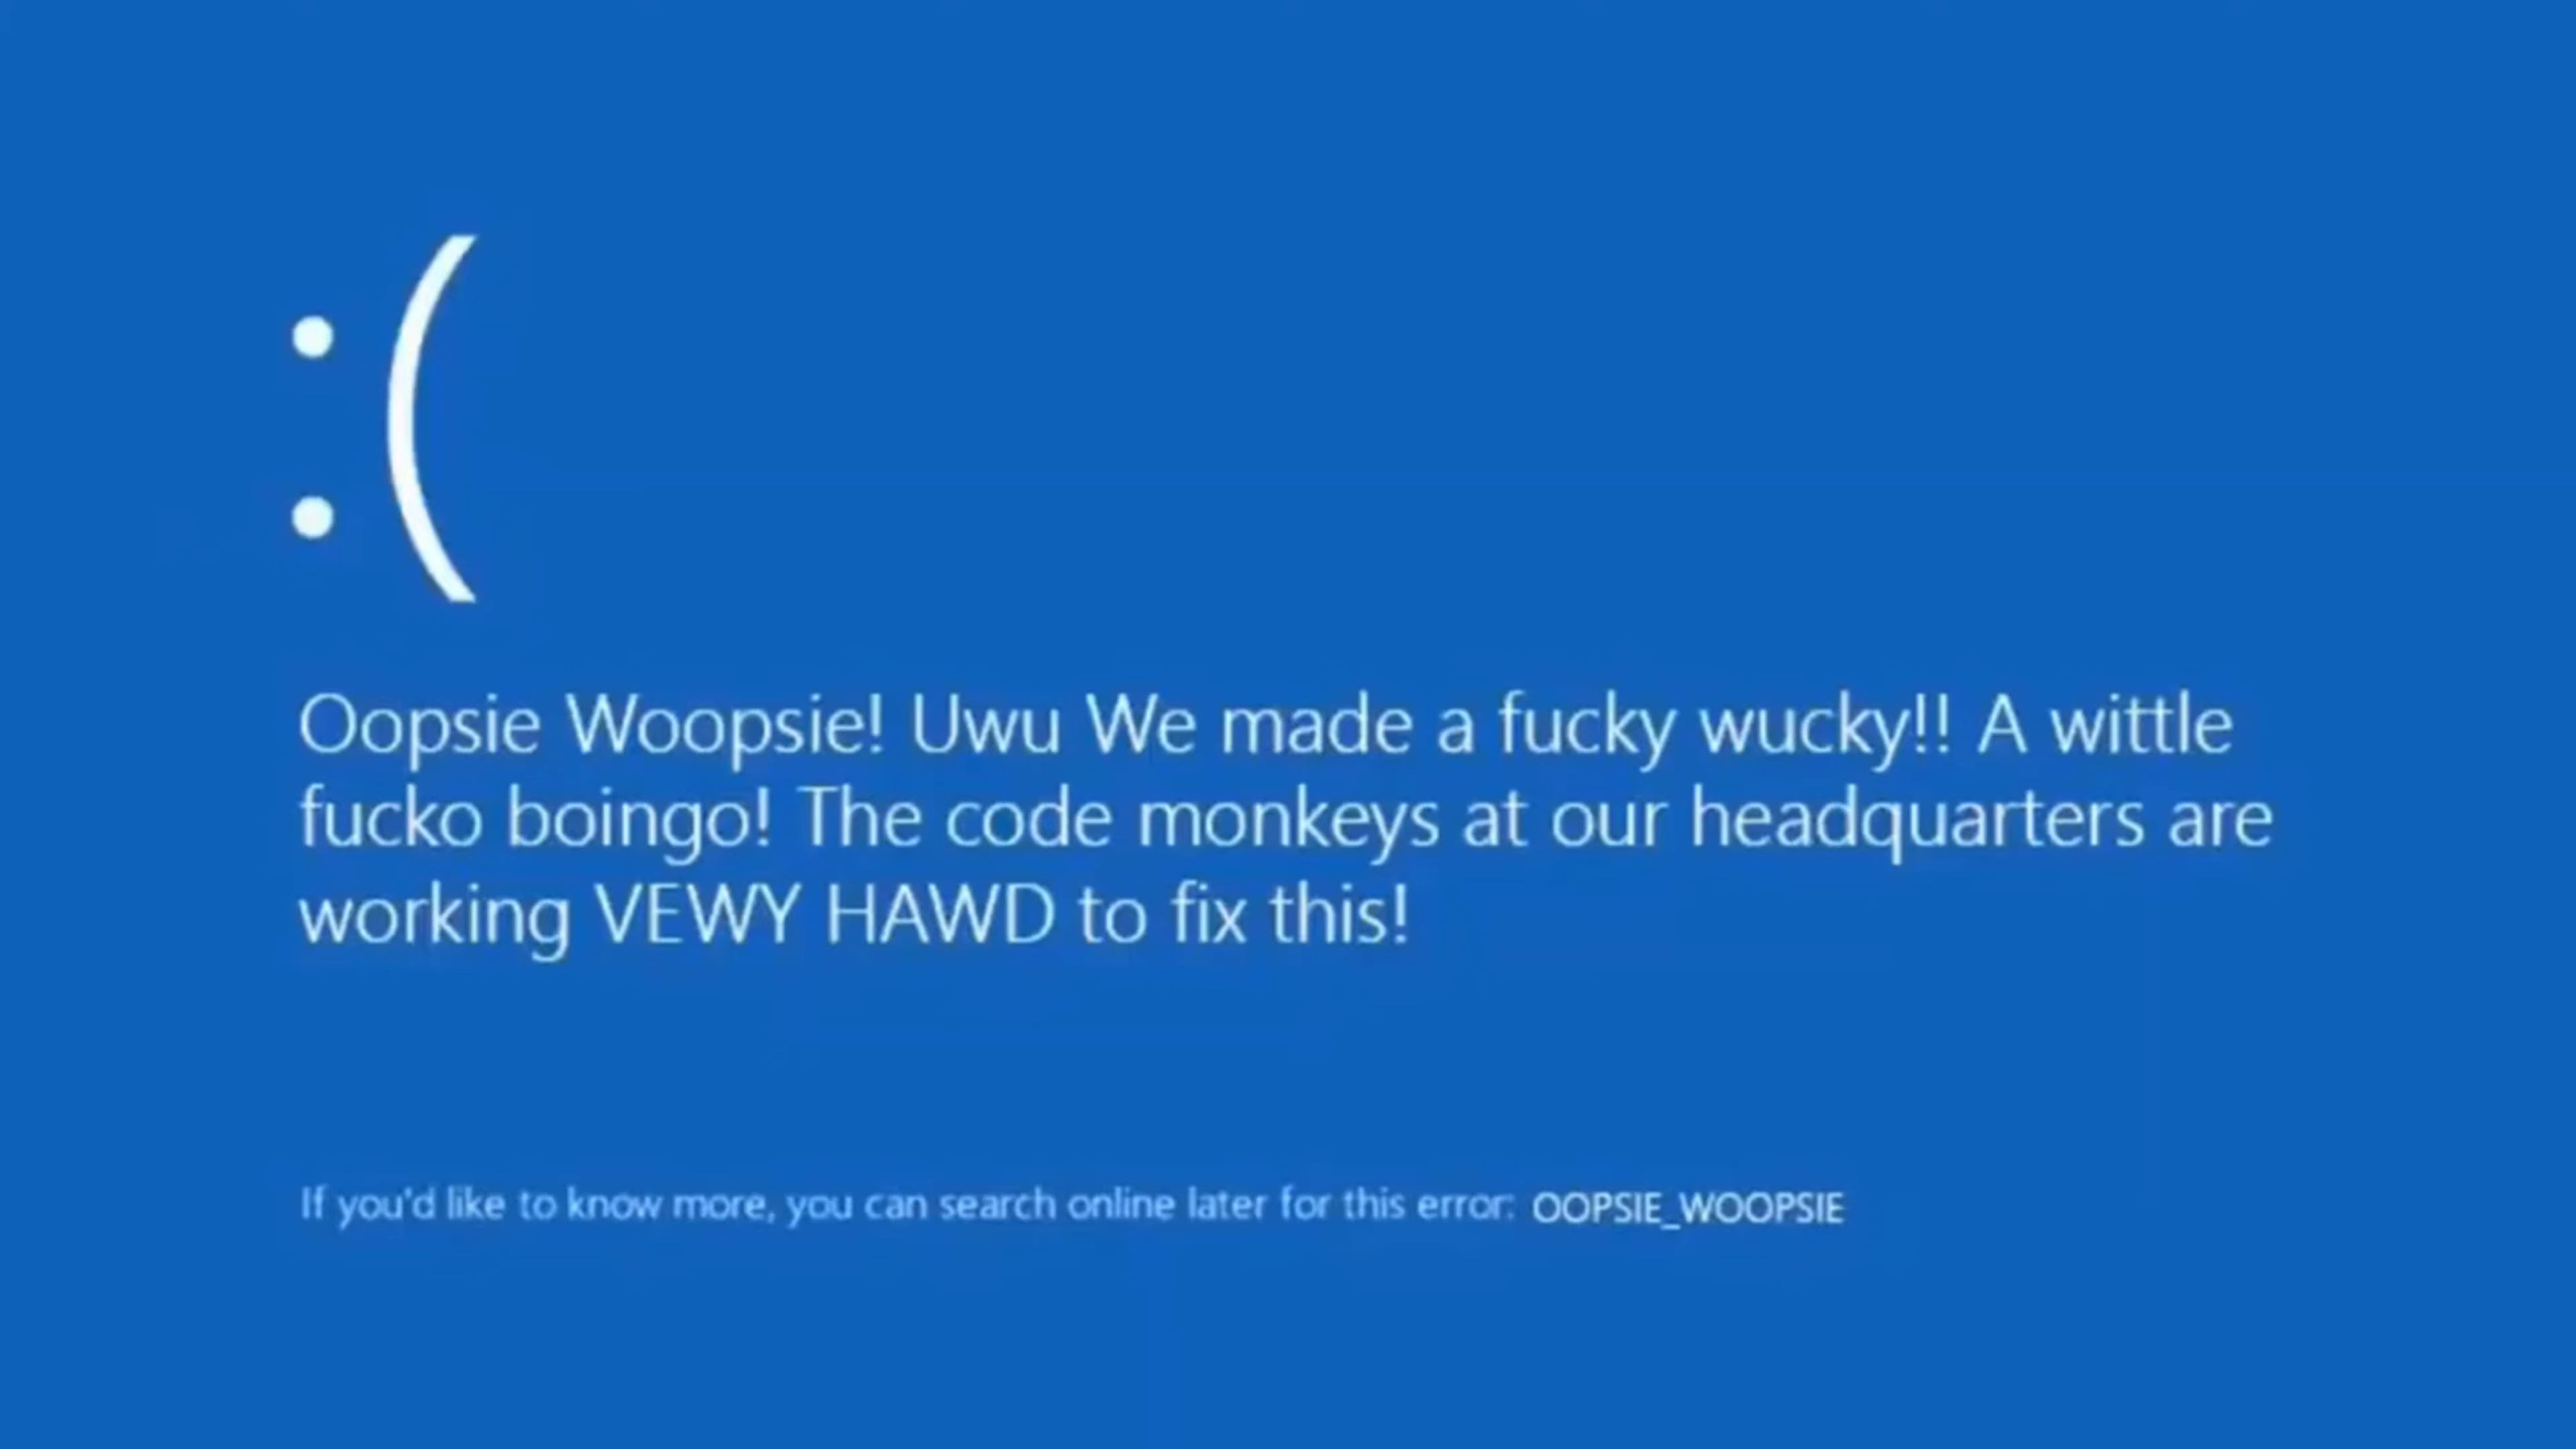 :(
Oopsie Woopsie! Uwu We made a fucky wucky!! A wittle
fucko boingo! The code monkeys at our headquarters are
working VEWY HAWD to fix this!
If you'd like to know more, you can search online later for this error: OOPSIE_WOOPSIE